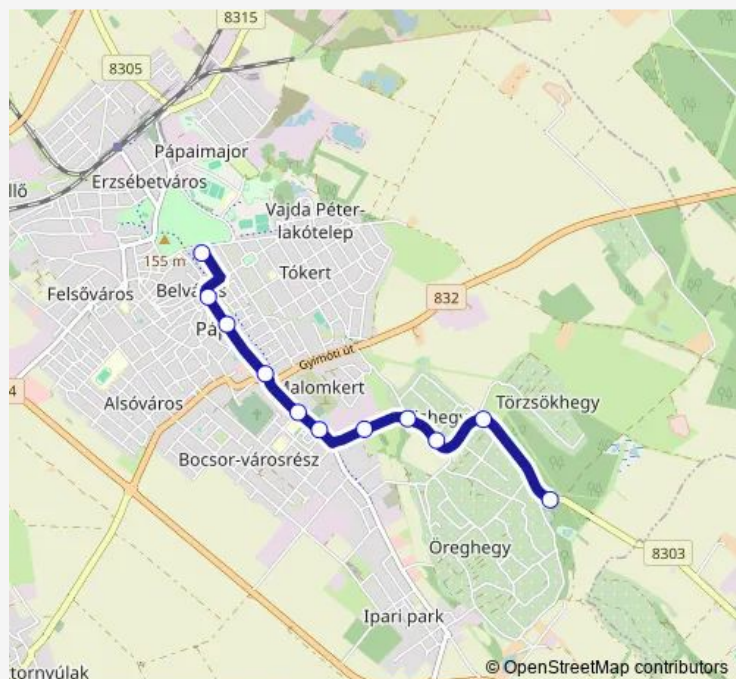 8315
8305
Pápaimajor
Erzsébetváros
Vajda Péter-
lakótelep
155 m
Tókert
Felsőváros
832
Gyimóti út
Malomkert
Alsóváros
Törzsökhegy
Bocsor-városrész
Öreghegy
8303
Ipari park
© OpenStreetMap contributors